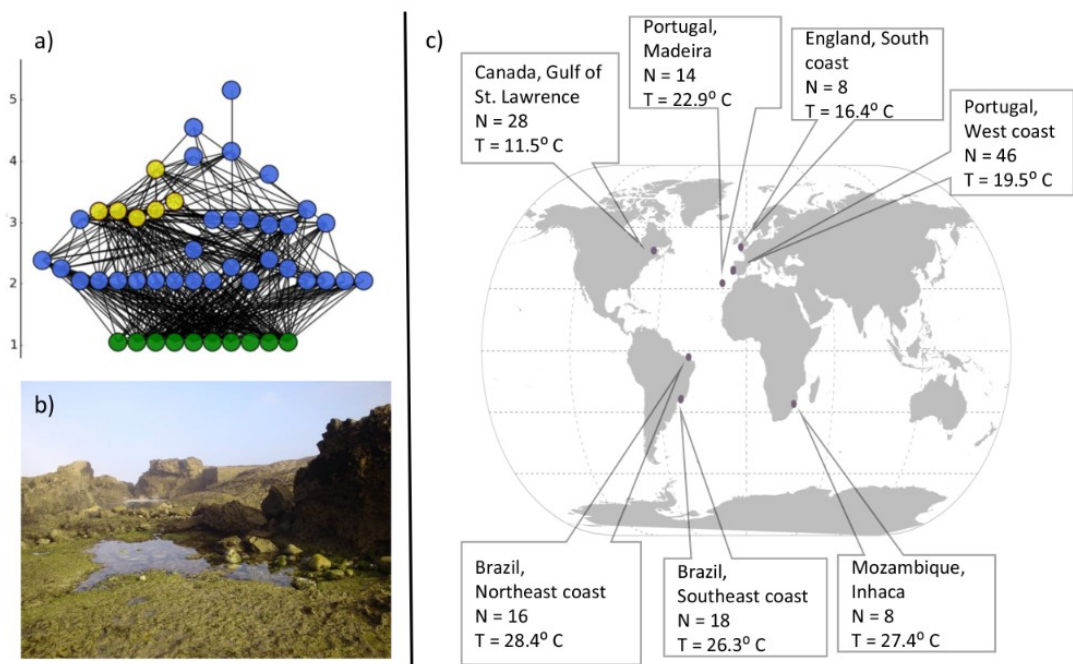 a)
5
4
3
2
1
b)
c)
Canada, Gulf of
St. Lawrence
N = 28
T = 11.5° C
Portugal,
Madeira
N = 14
T = 22.9° C
England, South
coast
N = 8
T = 16.4° C
Portugal,
West coast
N = 46
T = 19.5° C
Brazil,
Northeast coast
N = 16
T = 28.4° C
Brazil,
Southeast coast
N = 18
T = 26.3° C
Mozambique,
Inhaca
N = 8
T = 27.4° C